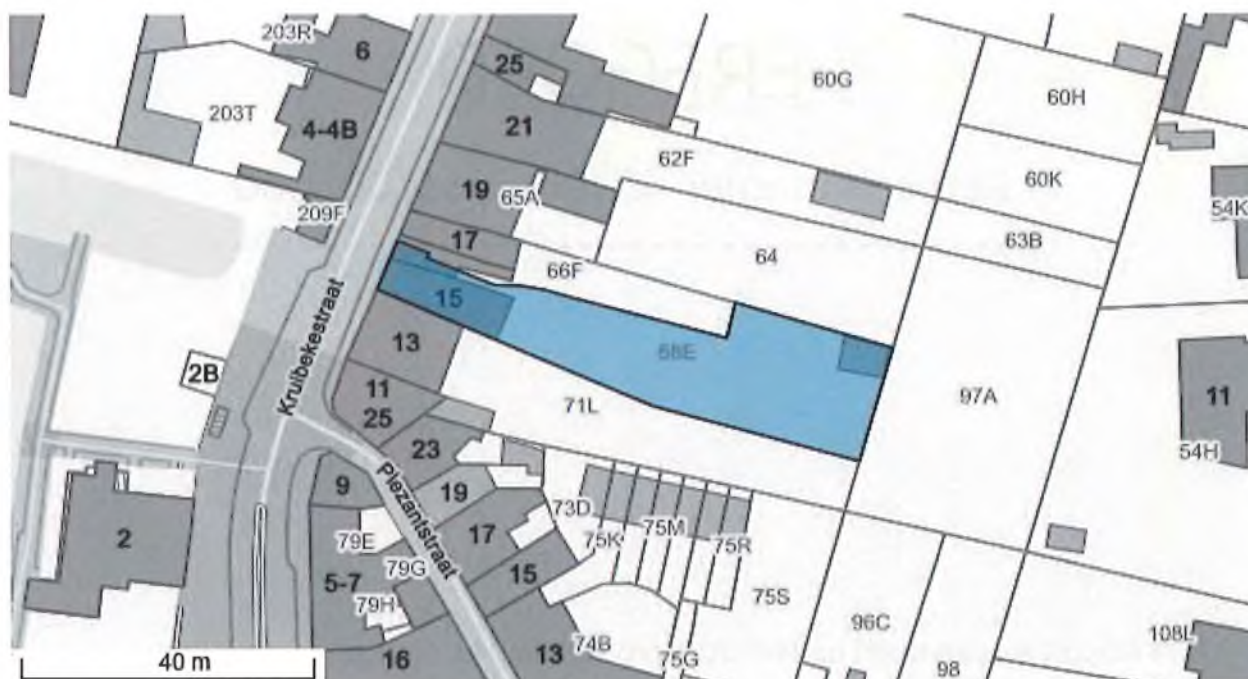 203R
6
25
60G
60H
203T
4-4B
21
62F
60K
19
65A
54K
209F
17
63B
66F
64
15
Kruibekestraat
13
68E
2B
11
71L
97A
11
25
23
54H
9
Plezantstraat
19
73D
2
79E
17
75K
75M
75R
5-7
79G
15
79H
75S
96C
108L
74B
40 m
16
13
75G
98